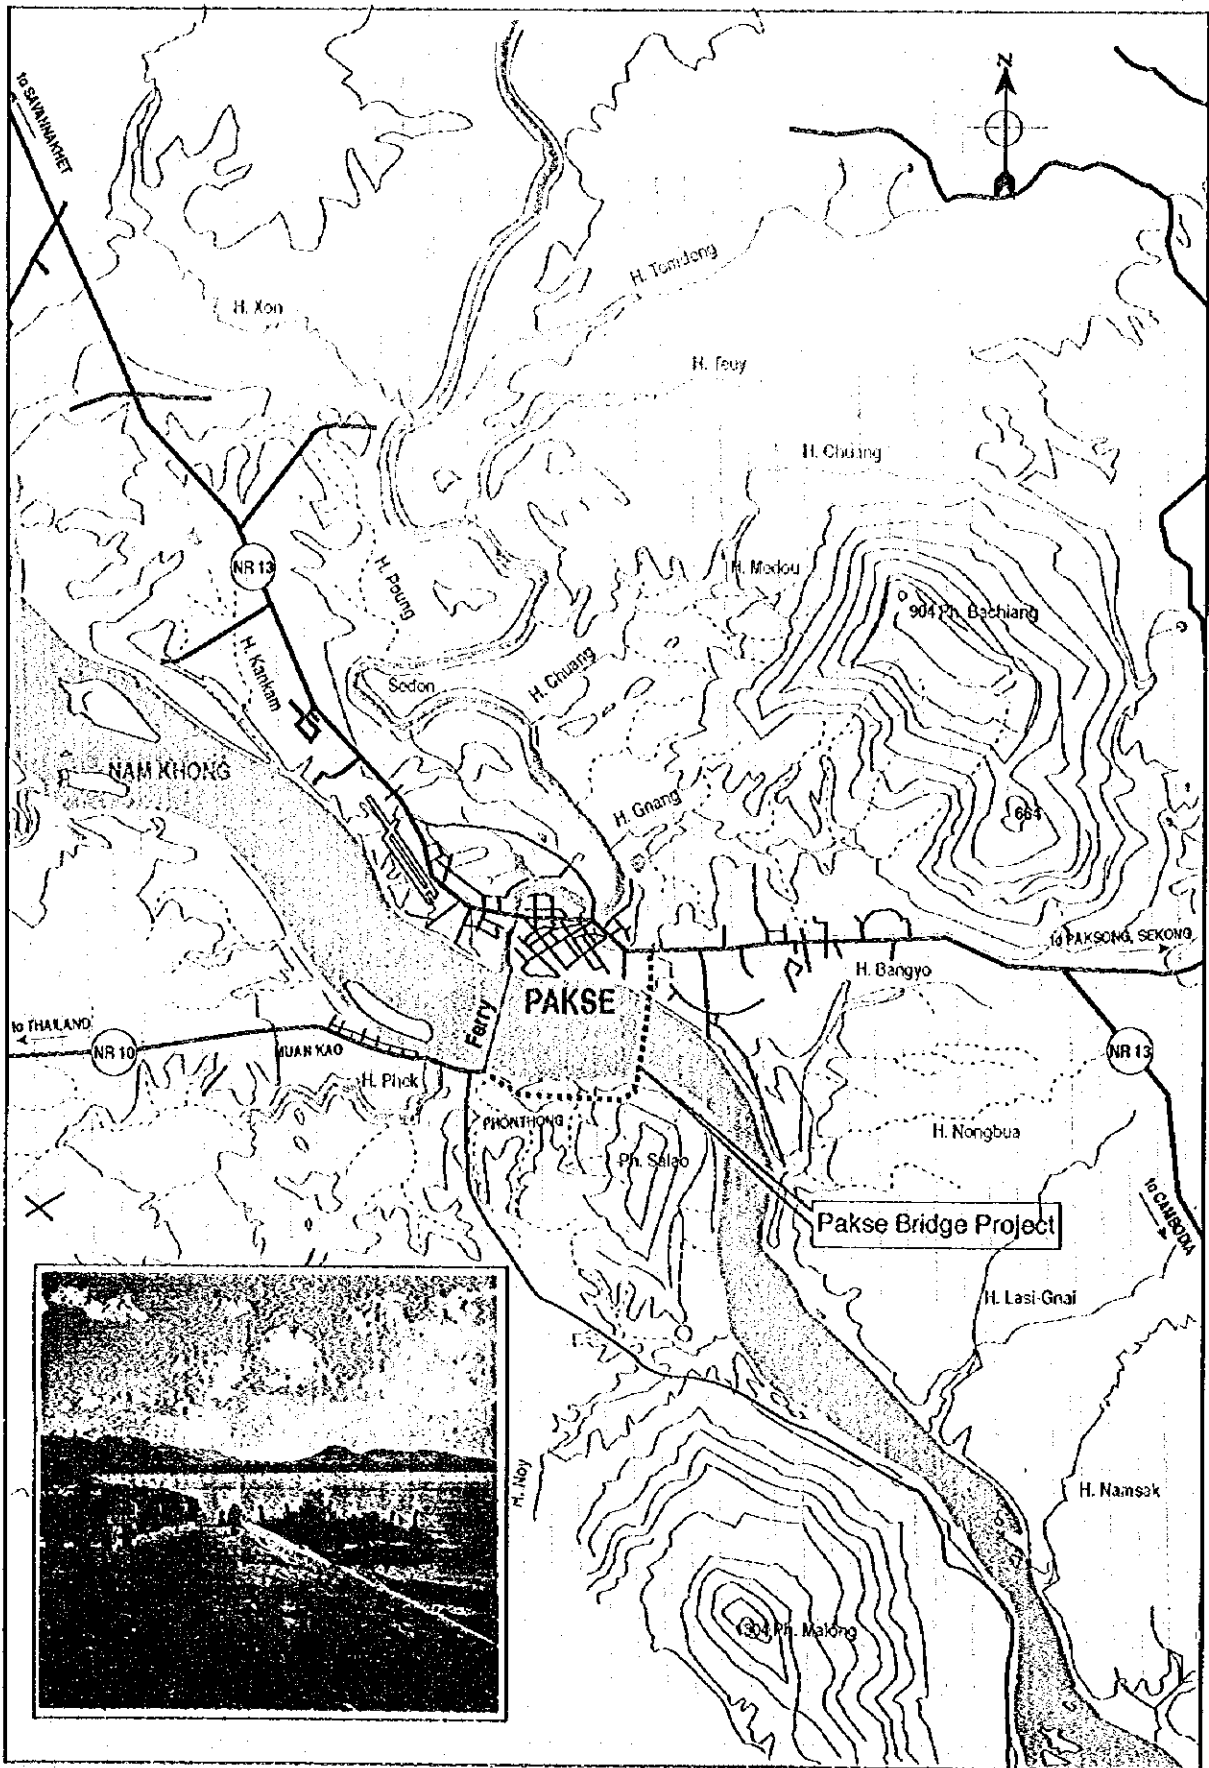 N
to SAVANNAKHET
H. Tomdeng
H. Xon
H. Teuy
H. Chuang
NR 13
H. Medou
H. Poung
904 Ph. Bachiang
H. Kankam
H. Chuang
Sedon
NAM KHONG
H. Gnang
664
to PAKSONG, SEKONG
H. Bangyo
PAKSE
Ferry
to THAILAND
NR 10
MUAN KAO
NR 13
H. Phek
PHONTHONG
H. Nongbua
Ph. Salao
to CAMBODIA
Pakse Bridge Project
H. Lasi-Gnai
H. Noy
H. Namsak
1304 Ph. Malong